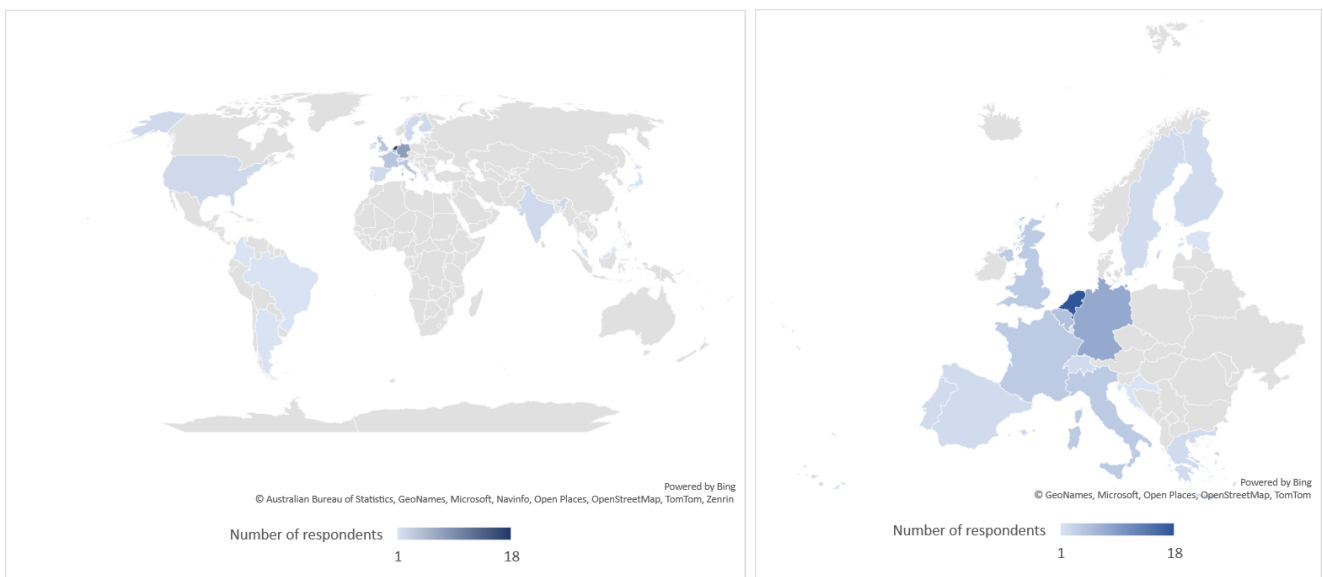 Powered by Bing
© Australian Bureau of Statistics, GeoNames, Microsoft, Navinfo, Open Places, OpenStreetMap, TomTom, Zenrin
Number of respondents
1 18
Powered by Bing
© GeoNames, Microsoft, Open Places, OpenStreetMap, TomTom
Number of respondents
1 18